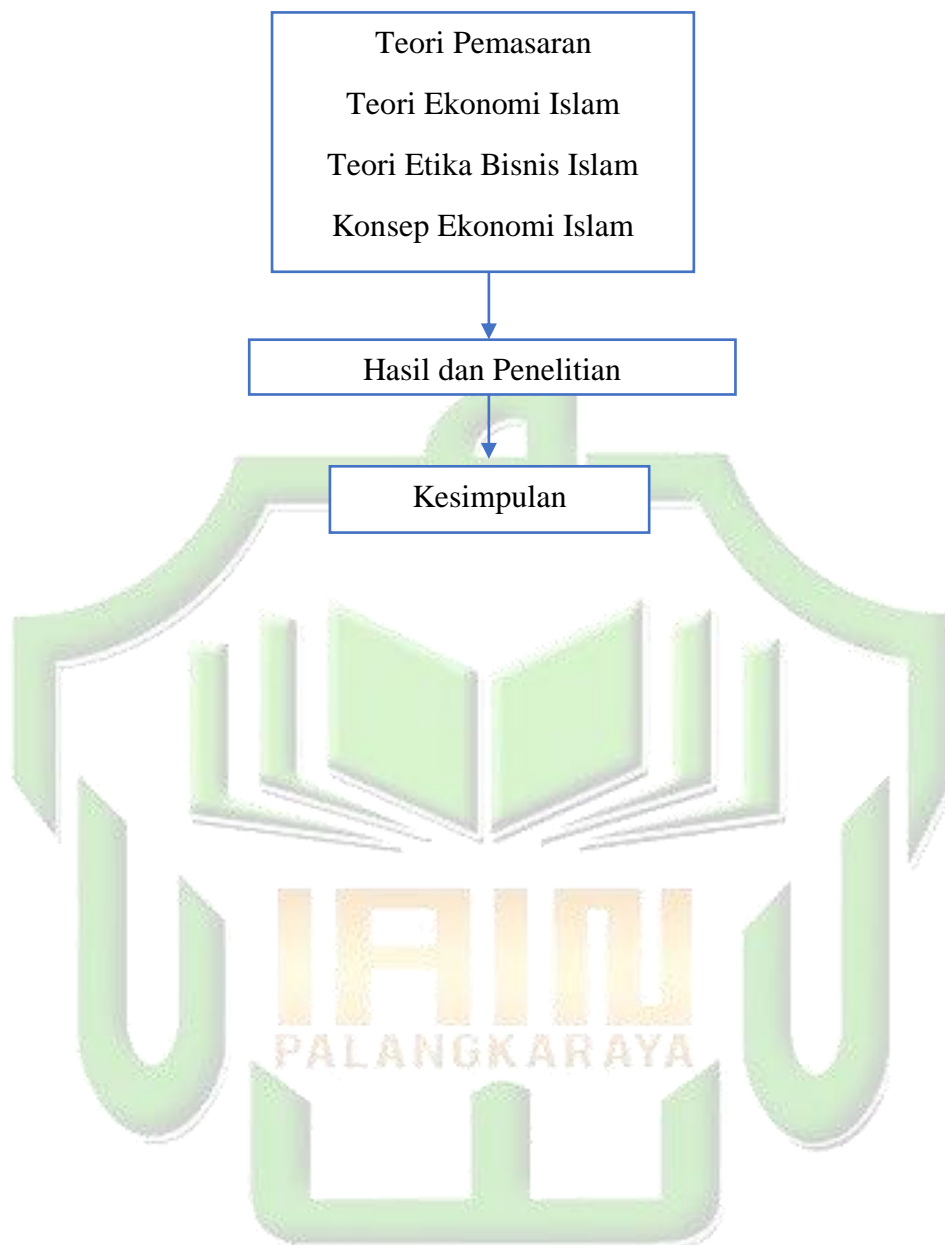 Teori Pemasaran
Teori Ekonomi Islam
Teori Etika Bisnis Islam
Konsep Ekonomi Islam
Hasil dan Penelitian
Kesimpulan
IAIN
PALANGKARAYA